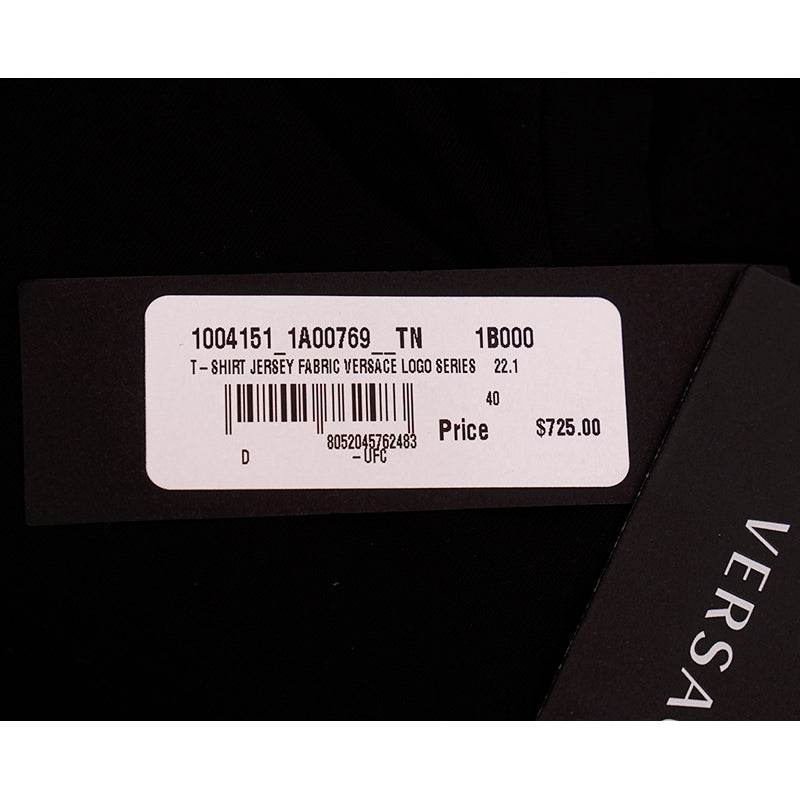 1004151_1A00769__TN 1B000
T-SHIRT JERSEY FABRIC VERSACE LOGO SERIES 22.1
40
Price $725.00
8052045762483
D -UFC
VERSA